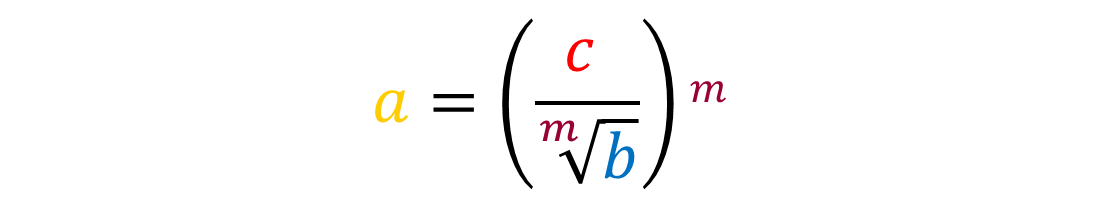 a = (c / ᵐ√b)ᵐ